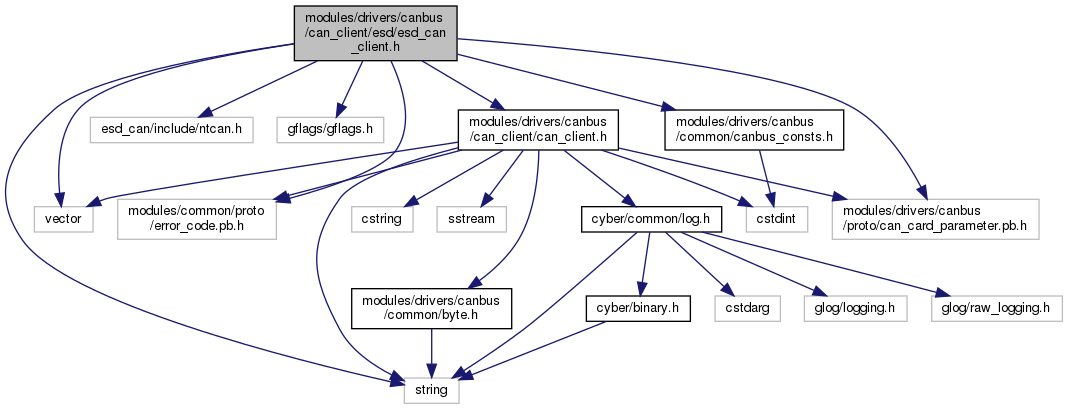 modules/drivers/canbus
/can_client/esd/esd_can
_client.h
esd_can/include/ntcan.h
gflags/gflags.h
modules/drivers/canbus
/can_client/can_client.h
modules/drivers/canbus
/common/canbus_consts.h
vector
modules/common/proto
/error_code.pb.h
cstring
sstream
cyber/common/log.h
cstdint
modules/drivers/canbus
/proto/can_card_parameter.pb.h
modules/drivers/canbus
/common/byte.h
cyber/binary.h
cstdarg
glog/logging.h
glog/raw_logging.h
string